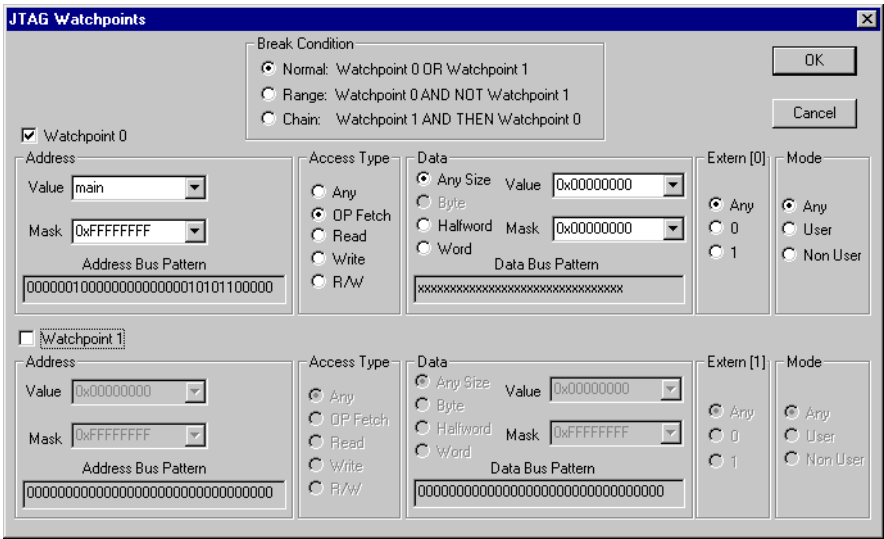 JTAG Watchpoints
Break Condition
Normal: Watchpoint 0 OR Watchpoint 1
Range: Watchpoint 0 AND NOT Watchpoint 1
Chain: Watchpoint 1 AND THEN Watchpoint 0
OK
Cancel
Watchpoint 0
Address
Value main
Mask 0xFFFFFFFF
Address Bus Pattern
00000010000000000000010101100000
Access Type
Any
OP Fetch
Read
Write
R/W
Data
Any Size
Byte
Halfword
Word
Value 0x00000000
Mask 0x00000000
Data Bus Pattern
xxxxxxxxxxxxxxxxxxxxxxxxxxxxxxxx
Extern [0]
Any
0
1
Mode
Any
User
Non User
Watchpoint 1
Address
Value 0x00000000
Mask 0xFFFFFFFF
Address Bus Pattern
00000000000000000000000000000000
Access Type
Any
OP Fetch
Read
Write
R/W
Data
Any Size
Byte
Halfword
Word
Value 0x00000000
Mask 0xFFFFFFFF
Data Bus Pattern
00000000000000000000000000000000
Extern [1]
Any
0
1
Mode
Any
User
Non User